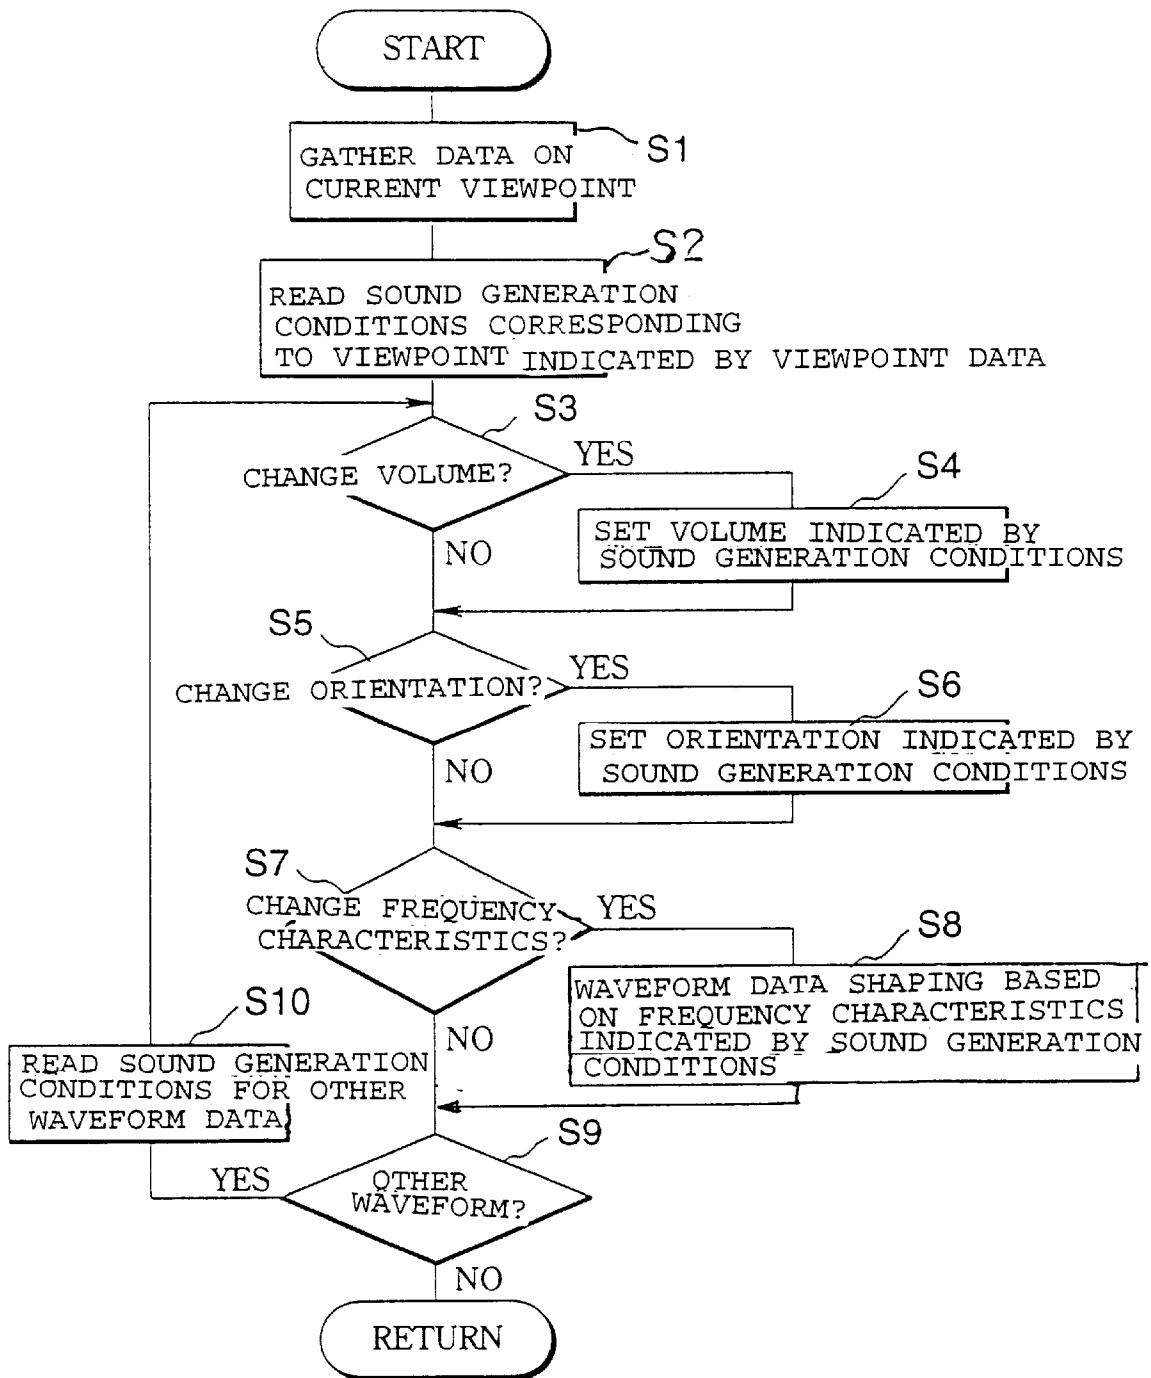 START
S1
GATHER DATA ON
CURRENT VIEWPOINT
S2
READ SOUND GENERATION
CONDITIONS CORRESPONDING
TO VIEWPOINT INDICATED BY VIEWPOINT DATA
S3
CHANGE VOLUME?
YES
NO
S4
SET VOLUME INDICATED BY
SOUND GENERATION CONDITIONS
S5
CHANGE ORIENTATION?
YES
NO
S6
SET ORIENTATION INDICATED BY
SOUND GENERATION CONDITIONS
S7
CHANGE FREQUENCY
CHARACTERISTICS?
YES
NO
S8
WAVEFORM DATA SHAPING BASED
ON FREQUENCY CHARACTERISTICS
INDICATED BY SOUND GENERATION
CONDITIONS
S10
READ SOUND GENERATION
CONDITIONS FOR OTHER
WAVEFORM DATA
S9
OTHER
WAVEFORM?
YES
NO
RETURN